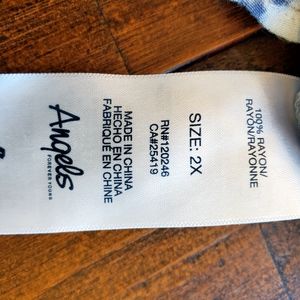 100% RAYON/
RAYON/RAYONNE
SIZE: 2X
RN#120246
CA#25419
MADE IN CHINA
HECHO EN CHINA
FABRIQUÉ EN CHINE
Angels
FOREVER YOURS